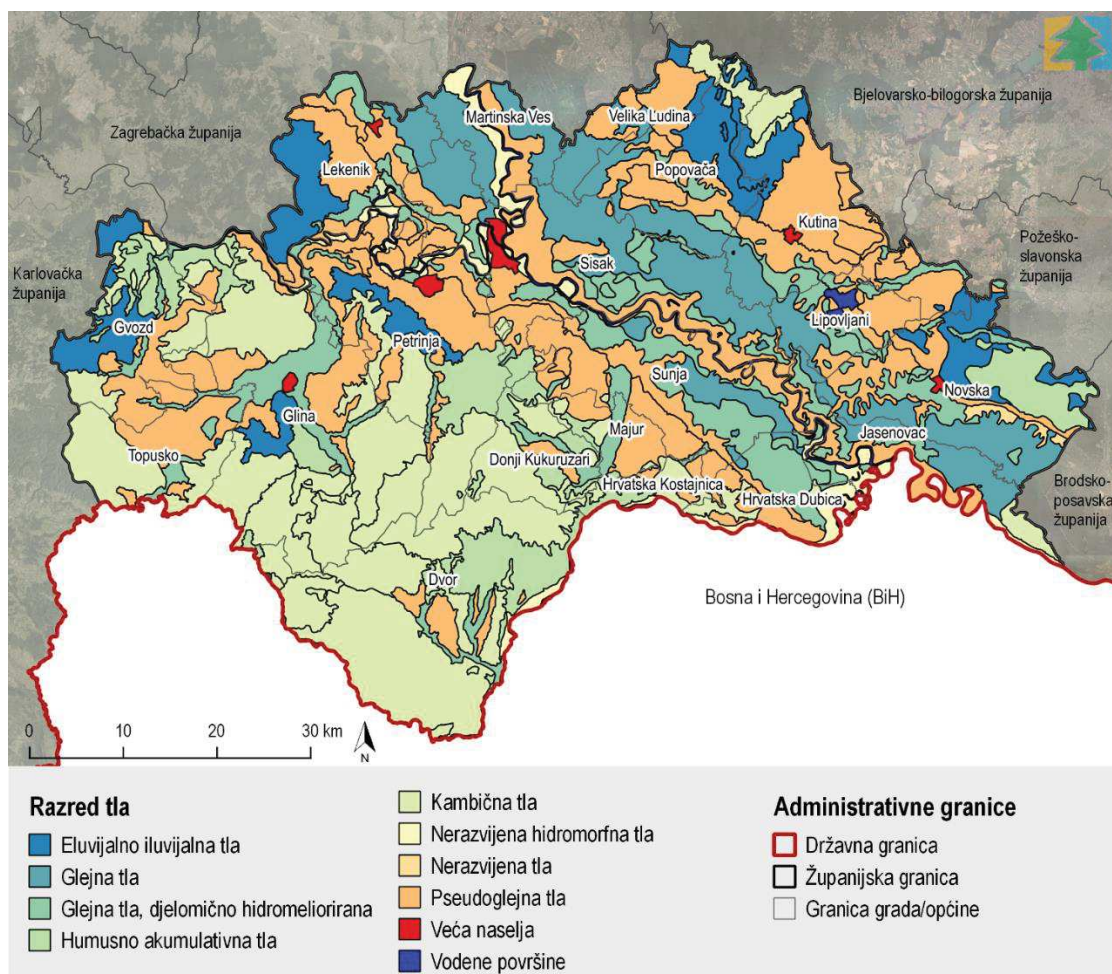 Bjelovarsko-bilogorska županija
Zagrebačka županija
Martinska Ves
Velika Ludina
Lekenik
Popovača
Kutina
Požeško-
slavonska
županija
Karlovačka
županija
Sisak
Gvozd
Lipovljani
Petrinja
Sunja
Novska
Glina
Majur
Jasenovac
Topusko
Donji Kukuruzari
Hrvatska Kostajnica
Hrvatska Dubica
Brodsko-
posavska
županija
Dvor
Bosna i Hercegovina (BiH)
0 10 20 30 km
N
Razred tla
Eluvijalno iluvijalna tla
Glejna tla
Glejna tla, djelomično hidromeliorirana
Humusno akumulativna tla
Kambična tla
Nerazvijena hidromorfna tla
Nerazvijena tla
Pseudoglejna tla
Veća naselja
Vodene površine
Administrativne granice
Državna granica
Županijska granica
Granica grada/općine